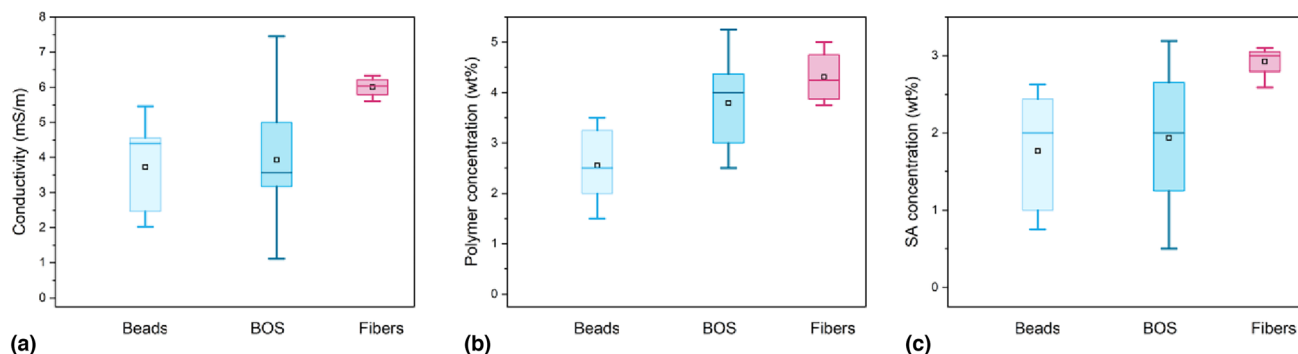 Conductivity (mS/m)
8
7
6
5
4
3
2
1
0
Beads BOS Fibers
(a)
Polymer concentration (wt%)
5
4
3
2
1
0
Beads BOS Fibers
(b)
SA concentration (wt%)
3
2
1
0
Beads BOS Fibers
(c)